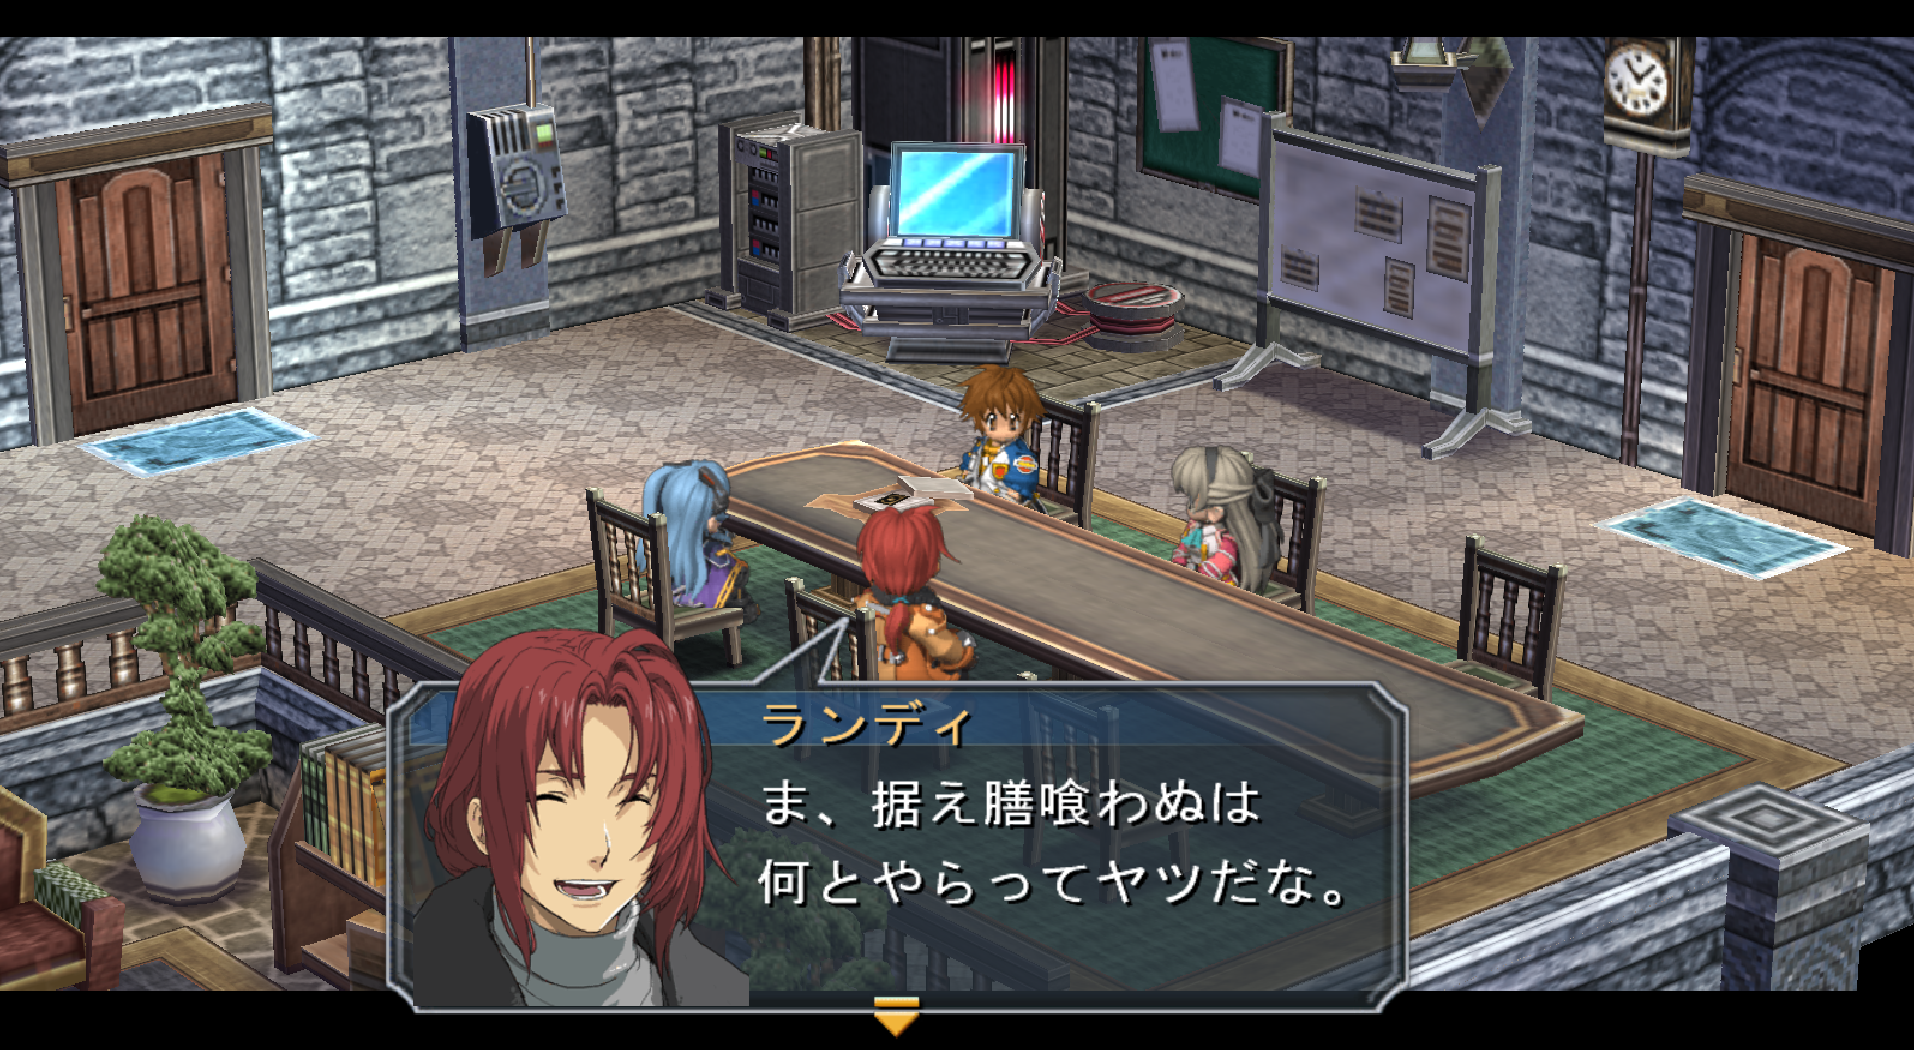 ランディ
ま、据え膳喰わぬは
何とやらってヤツだな。